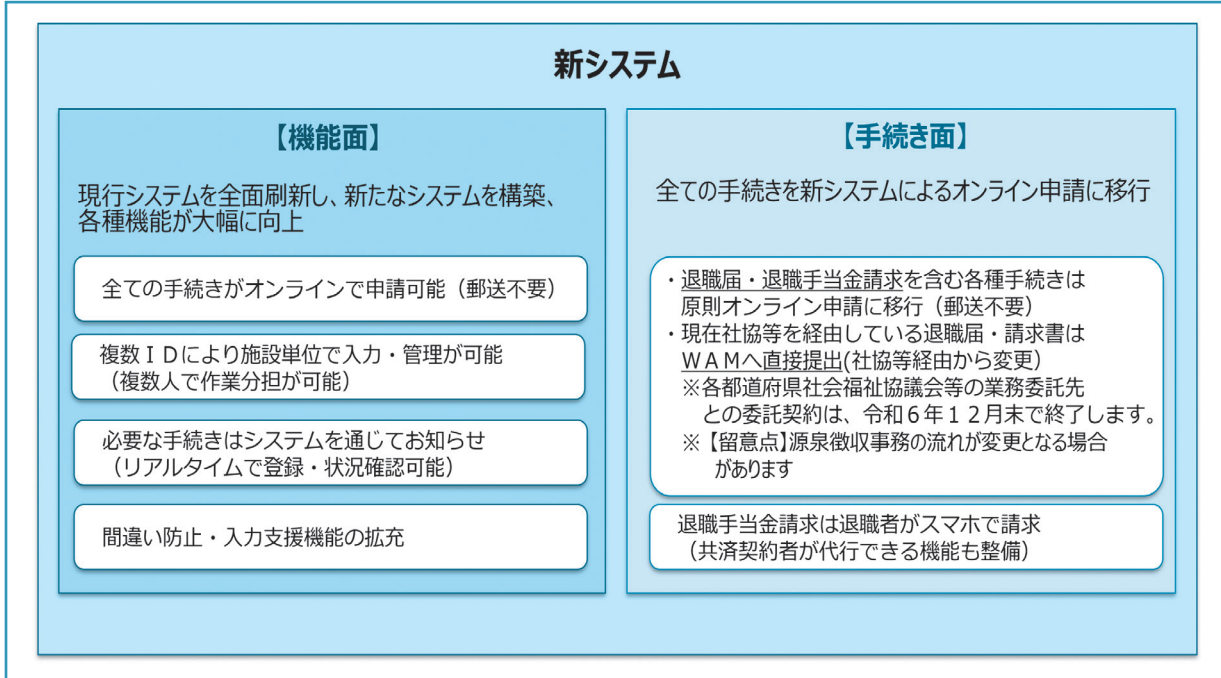 新システム
【機能面】
現行システムを全面刷新し、新たなシステムを構築、
各種機能が大幅に向上
全ての手続きがオンラインで申請可能（郵送不要）
複数ＩＤにより施設単位で入力・管理が可能
（複数人で作業分担が可能）
必要な手続きはシステムを通じてお知らせ
（リアルタイムで登録・状況確認可能）
間違い防止・入力支援機能の拡充
【手続き面】
全ての手続きを新システムによるオンライン申請に移行
・退職届・退職手当金請求を含む各種手続きは
原則オンライン申請に移行（郵送不要）
・現在社協等を経由している退職届・請求書は
ＷＡＭへ直接提出(社協等経由から変更）
※各都道府県社会福祉協議会等の業務委託先
との委託契約は、令和６年１２月末で終了します。
※【留意点】源泉徴収事務の流れが変更となる場合
があります
退職手当金請求は退職者がスマホで請求
（共済契約者が代行できる機能も整備）